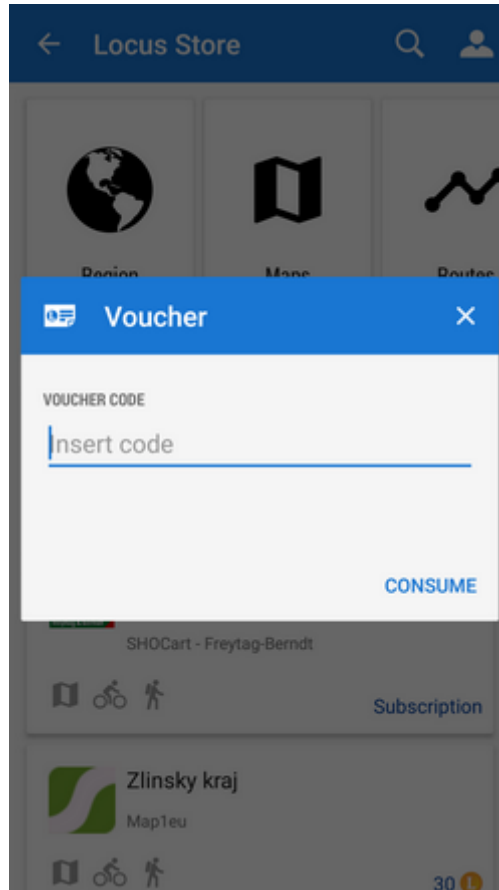 Locus Store
Region
Maps
Routes
Voucher
VOUCHER CODE
Insert code
CONSUME
SHOCart - Freytag-Berndt
Subscription
Zlinsky kraj
Map1eu
30